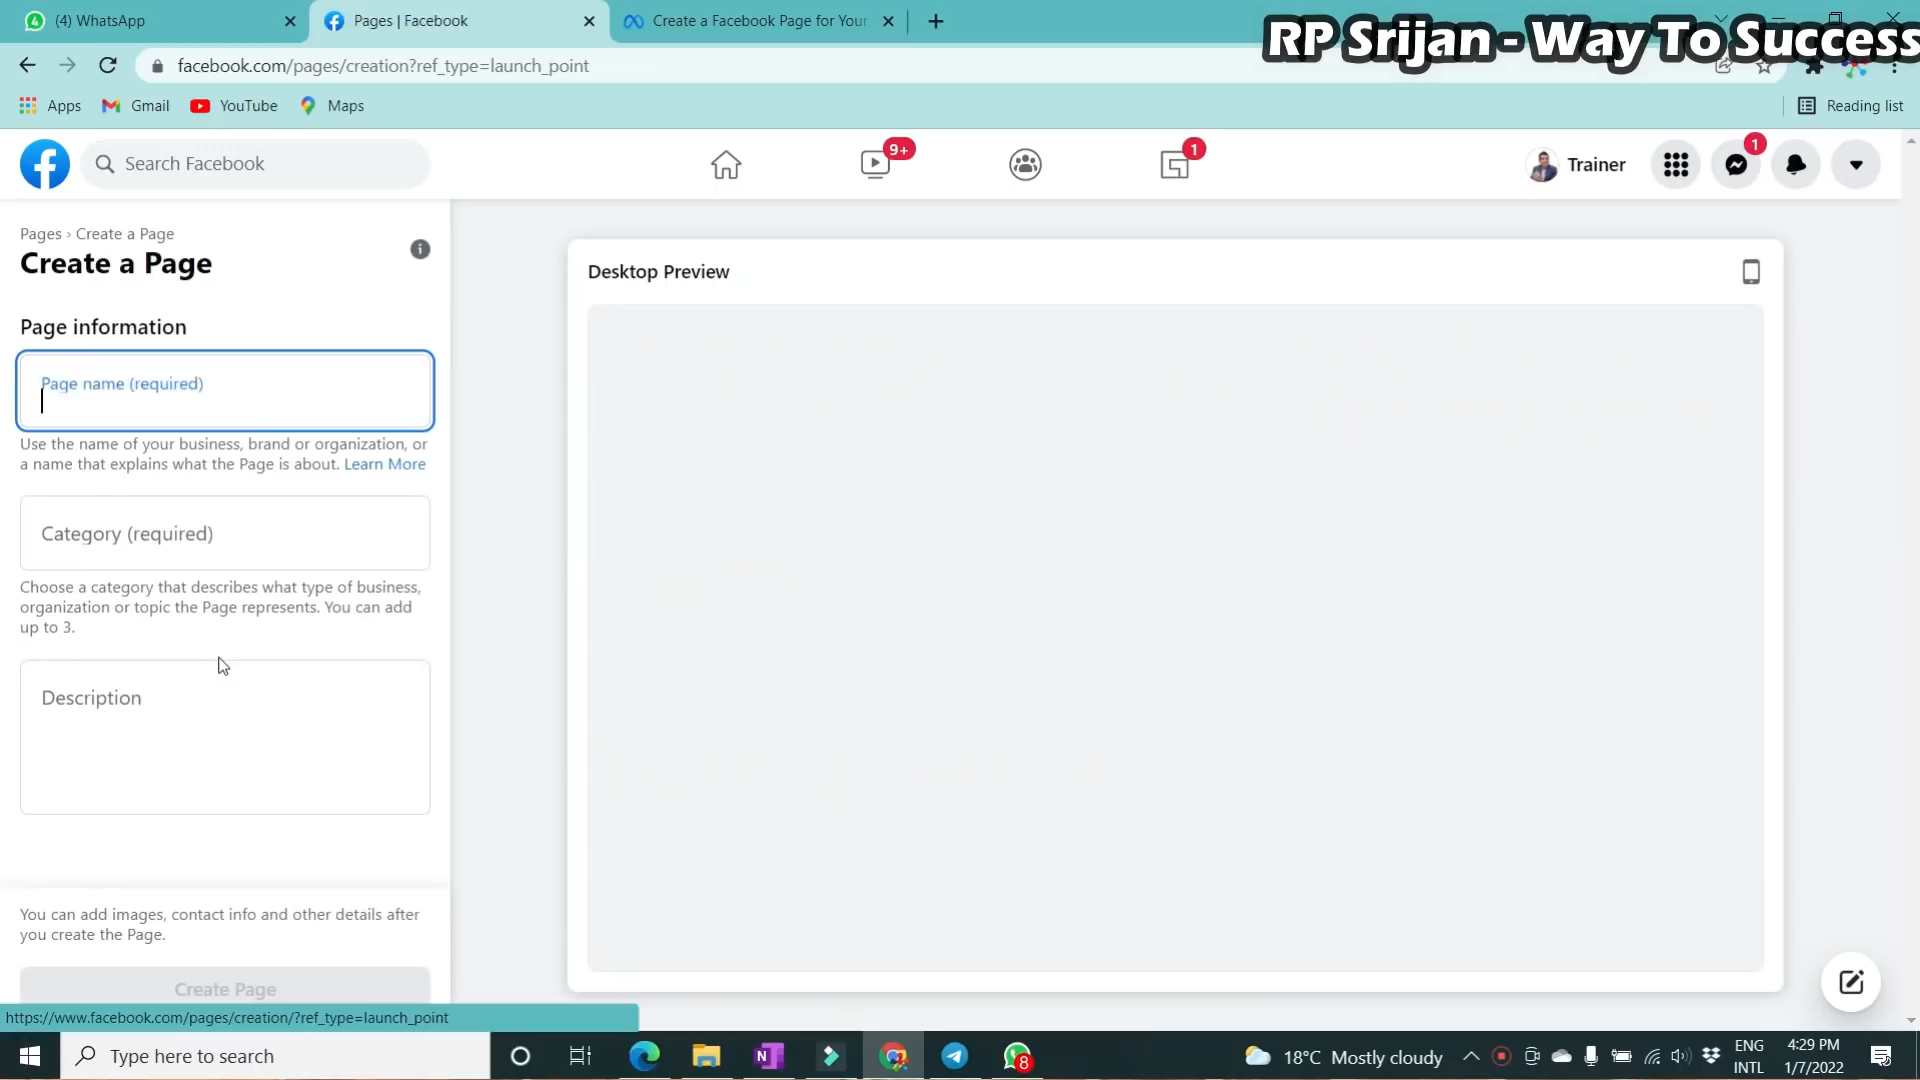 (4) WhatsApp
Pages | Facebook
Create a Facebook Page for Your
RP Srijan - Way To Success
facebook.com/pages/creation?ref_type=launch_point
Apps
Gmail
YouTube
Maps
Reading list
Search Facebook
9+
1
Trainer
1
Pages › Create a Page
Create a Page
Page information
Page name (required)
Use the name of your business, brand or organization, or
a name that explains what the Page is about. Learn More
Category (required)
Choose a category that describes what type of business,
organization or topic the Page represents. You can add
up to 3.
Description
You can add images, contact info and other details after
you create the Page.
Create Page
Desktop Preview
https://www.facebook.com/pages/creation/?ref_type=launch_point
Type here to search
8
18°C Mostly cloudy
ENG
INTL
4:29 PM
1/7/2022